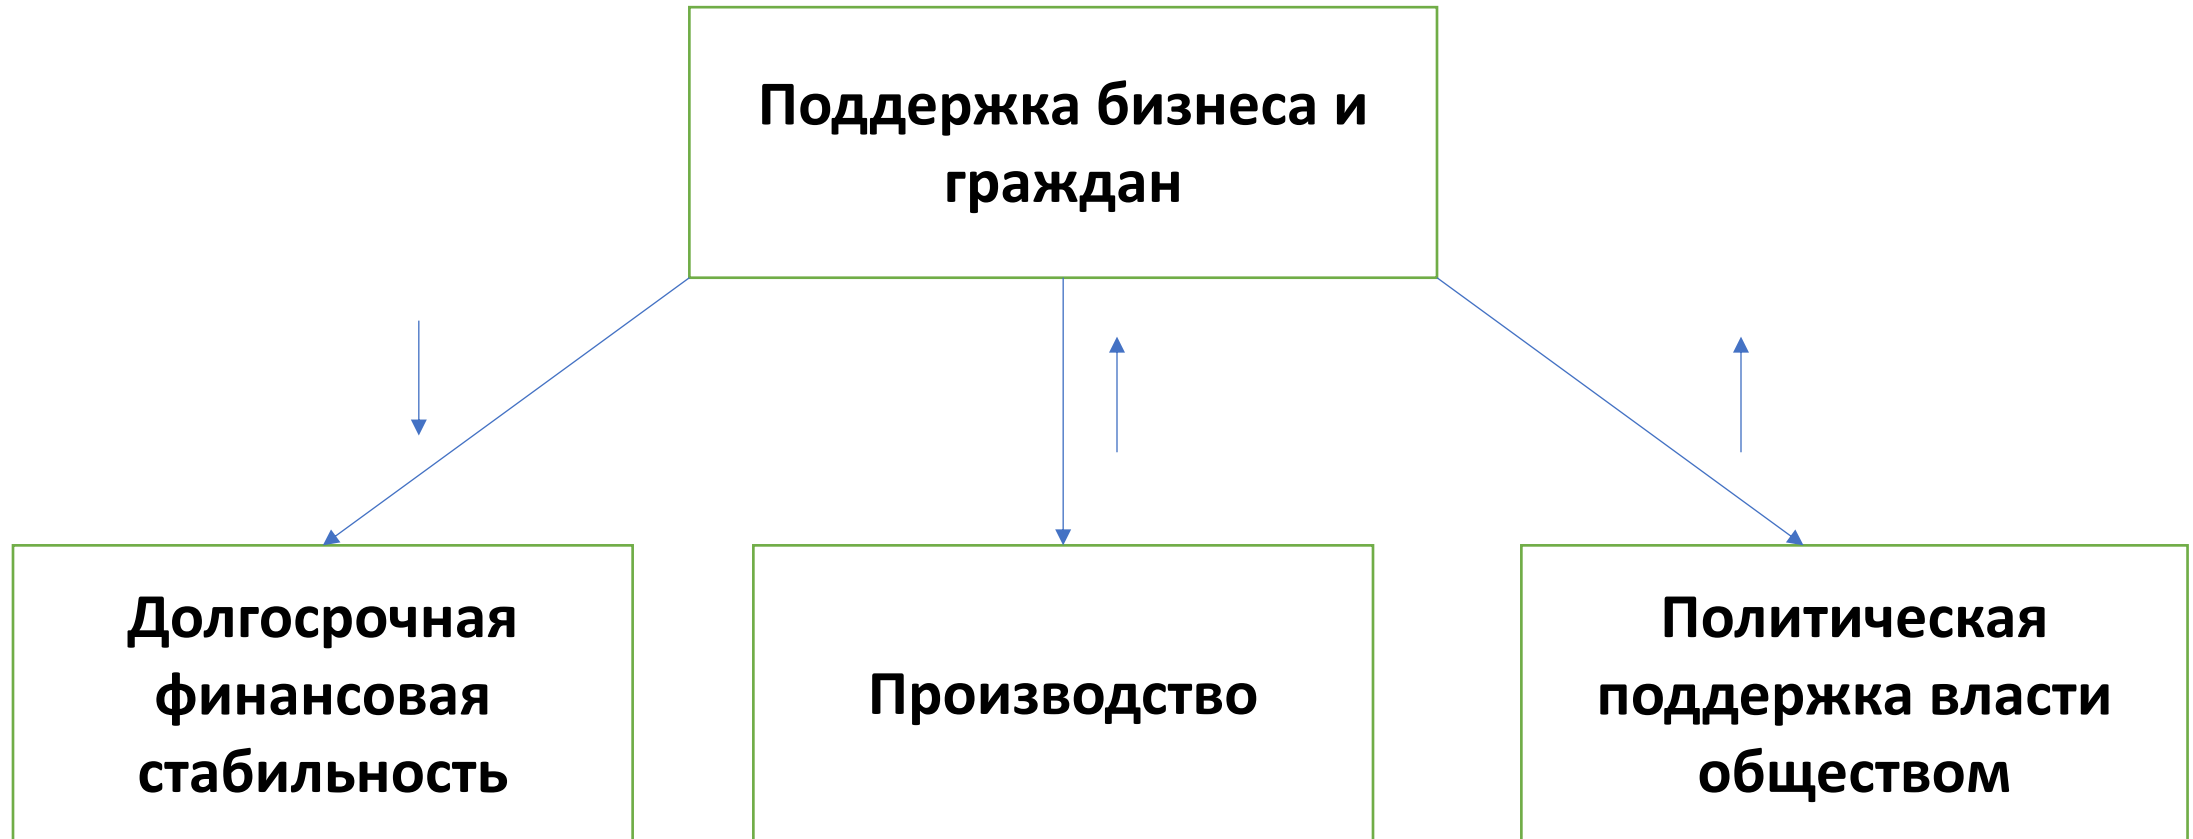 Поддержка бизнеса и
граждан
Долгосрочная
финансовая
стабильность
Производство
Политическая
поддержка власти
обществом